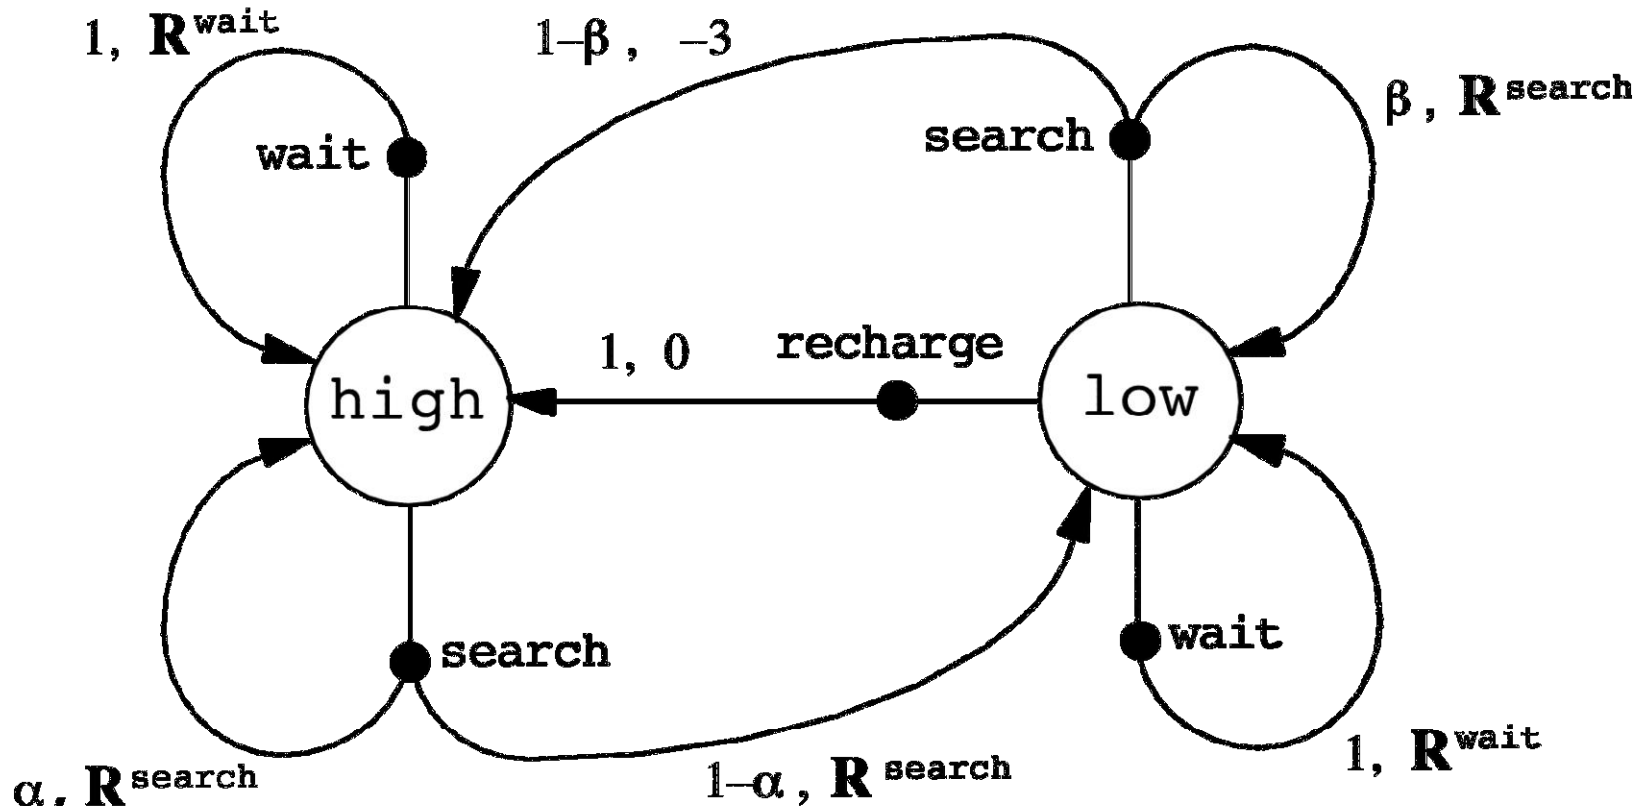 1, R^wait
1–β , –3
β , R^search
wait
search
1, 0
recharge
high
low
search
wait
α, R^search
1–α , R^search
1, R^wait